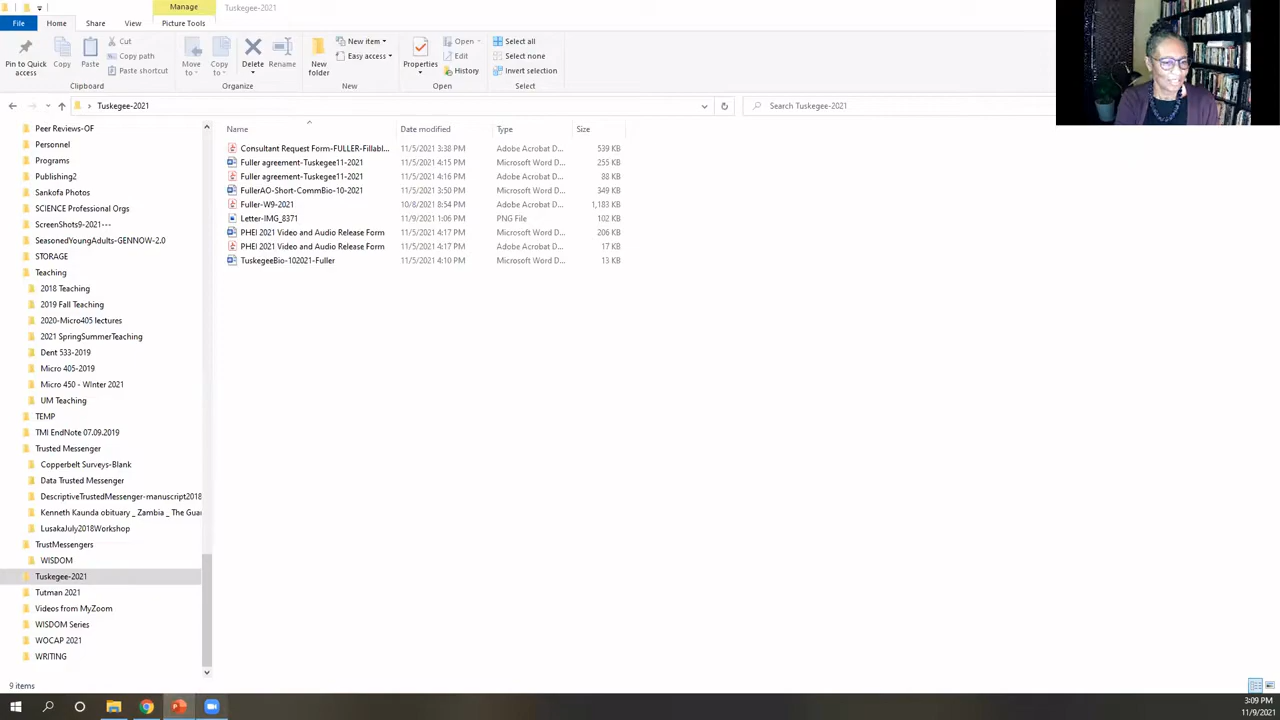 Manage
Tuskegee-2021
File
Home
Share
View
Picture Tools
Pin to Quick access
Copy
Paste
Cut
Copy path
Paste shortcut
Clipboard
Move to
Copy to
Delete
Rename
Organize
New folder
New item
Easy access
New
Properties
Open
Edit
History
Open
Select all
Select none
Invert selection
Select
Tuskegee-2021
Search Tuskegee-2021
Name Date modified Type Size
Consultant Request Form-FULLER-Fillabl... 11/5/2021 3:38 PM Adobe Acrobat D... 539 KB
Fuller agreement-Tuskegee11-2021 11/5/2021 4:15 PM Microsoft Word D... 255 KB
Fuller agreement-Tuskegee11-2021 11/5/2021 4:16 PM Adobe Acrobat D... 88 KB
FullerAO-Short-CommBio-10-2021 11/5/2021 3:50 PM Microsoft Word D... 349 KB
Fuller-W9-2021 10/8/2021 8:54 PM Adobe Acrobat D... 1,183 KB
Letter-IMG_8371 11/9/2021 1:06 PM PNG File 102 KB
PHEI 2021 Video and Audio Release Form 11/5/2021 4:17 PM Microsoft Word D... 206 KB
PHEI 2021 Video and Audio Release Form 11/5/2021 4:17 PM Adobe Acrobat D... 17 KB
TuskegeeBio-102021-Fuller 11/5/2021 4:10 PM Microsoft Word D... 13 KB
Peer Reviews-OF
Personnel
Programs
Publishing2
Sankofa Photos
SCIENCE Professional Orgs
ScreenShots9-2021---
SeasonedYoungAdults-GENNOW-2.0
STORAGE
Teaching
2018 Teaching
2019 Fall Teaching
2020-Micro405 lectures
2021 SpringSummerTeaching
Dent 533-2019
Micro 405-2019
Micro 450 - WInter 2021
UM Teaching
TEMP
TMI EndNote 07.09.2019
Trusted Messenger
Copperbelt Surveys-Blank
Data Trusted Messenger
DescriptiveTrustedMessenger-manuscript2018
Kenneth Kaunda obituary _ Zambia _ The Gua
LusakaJuly2018Workshop
TrustMessengers
WISDOM
Tuskegee-2021
Tutman 2021
Videos from MyZoom
WISDOM Series
WOCAP 2021
WRITING
9 items
3:09 PM
11/9/2021